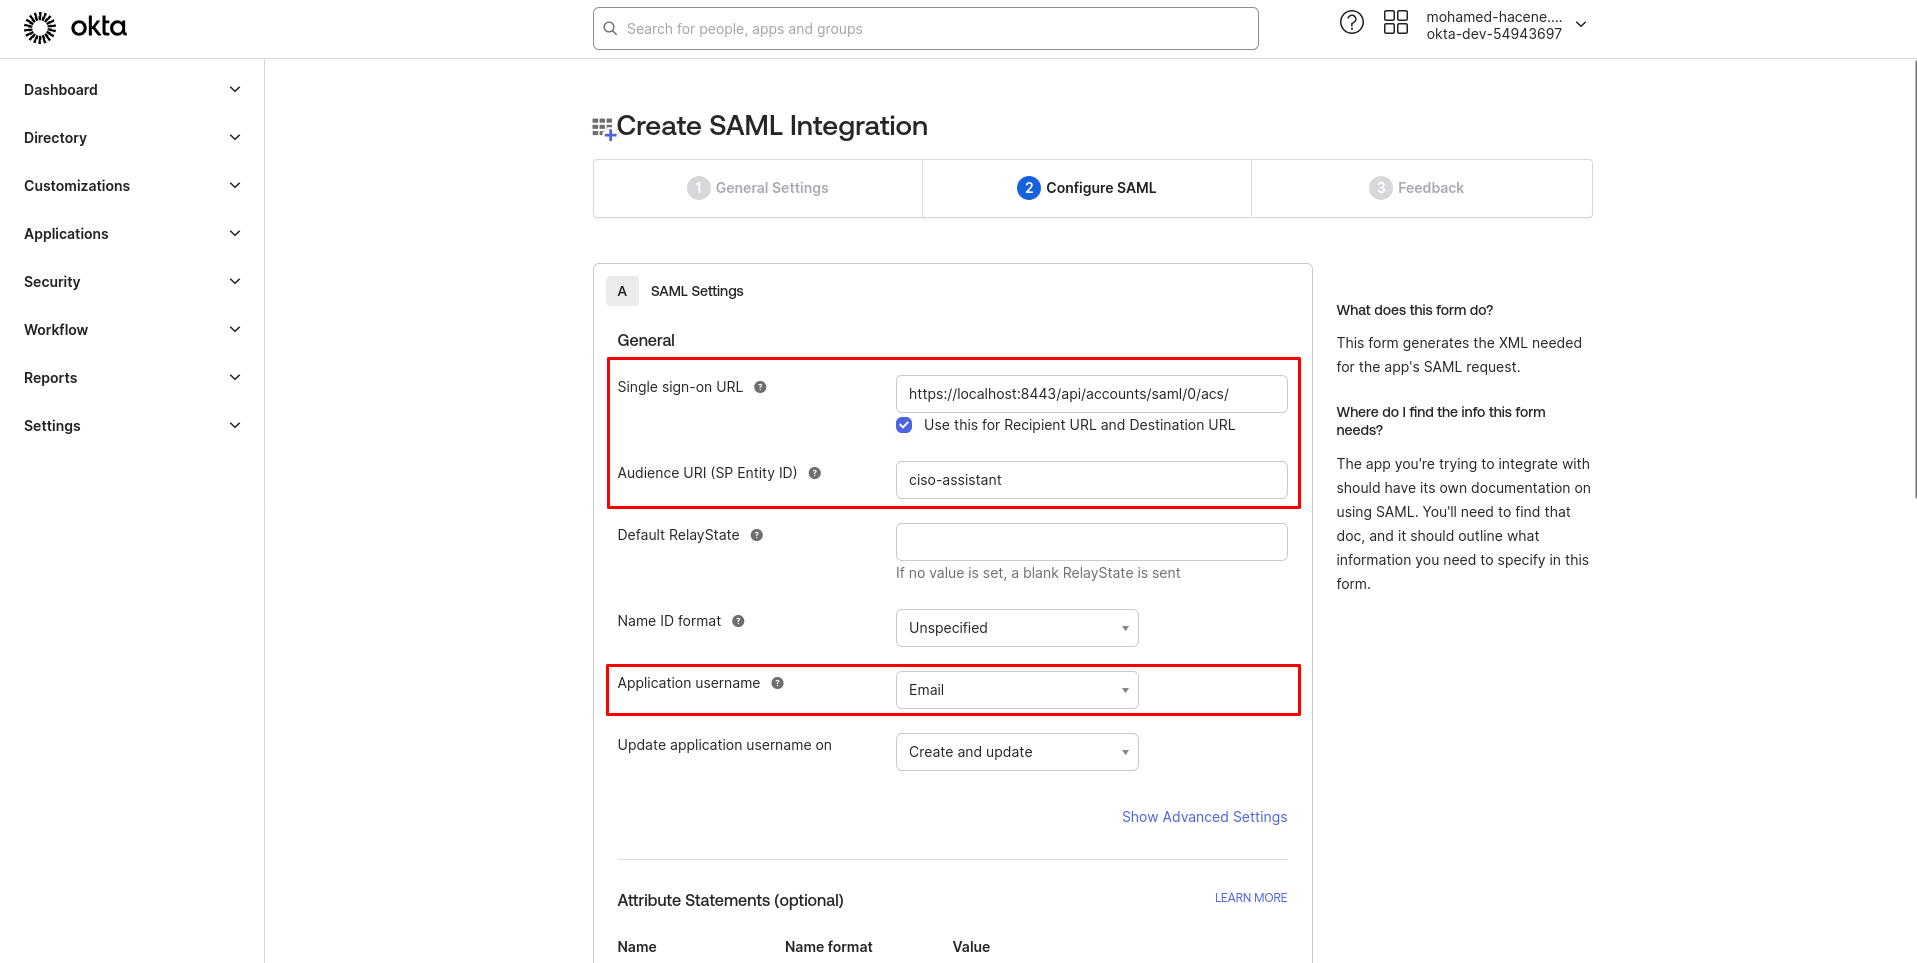 okta
Search for people, apps and groups
?
mohamed-hacene....
okta-dev-54943697
Dashboard
Directory
Customizations
Applications
Security
Workflow
Reports
Settings
Create SAML Integration
1 General Settings
2 Configure SAML
3 Feedback
A SAML Settings
General
Single sign-on URL ?
https://localhost:8443/api/accounts/saml/0/acs/
Use this for Recipient URL and Destination URL
Audience URI (SP Entity ID) ?
ciso-assistant
Default RelayState ?
If no value is set, a blank RelayState is sent
Name ID format ?
Unspecified
Application username ?
Email
Update application username on
Create and update
Show Advanced Settings
Attribute Statements (optional)
LEARN MORE
Name Name format Value
What does this form do?
This form generates the XML needed
for the app's SAML request.
Where do I find the info this form
needs?
The app you're trying to integrate with
should have its own documentation on
using SAML. You'll need to find that
doc, and it should outline what
information you need to specify in this
form.